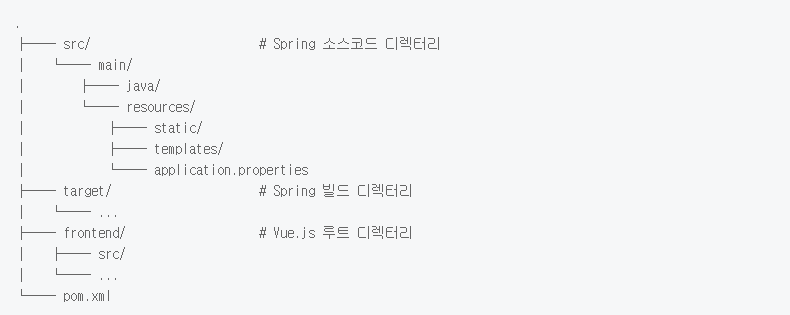 .
├── src/                        # Spring 소스코드 디렉터리
│   └── main/
│       ├── java/
│       └── resources/
│           ├── static/
│           ├── templates/
│           └── application.properties
├── target/                     # Spring 빌드 디렉터리
│   └── ...
├── frontend/                   # Vue.js 루트 디렉터리
│   ├── src/
│   └── ...
└── pom.xml